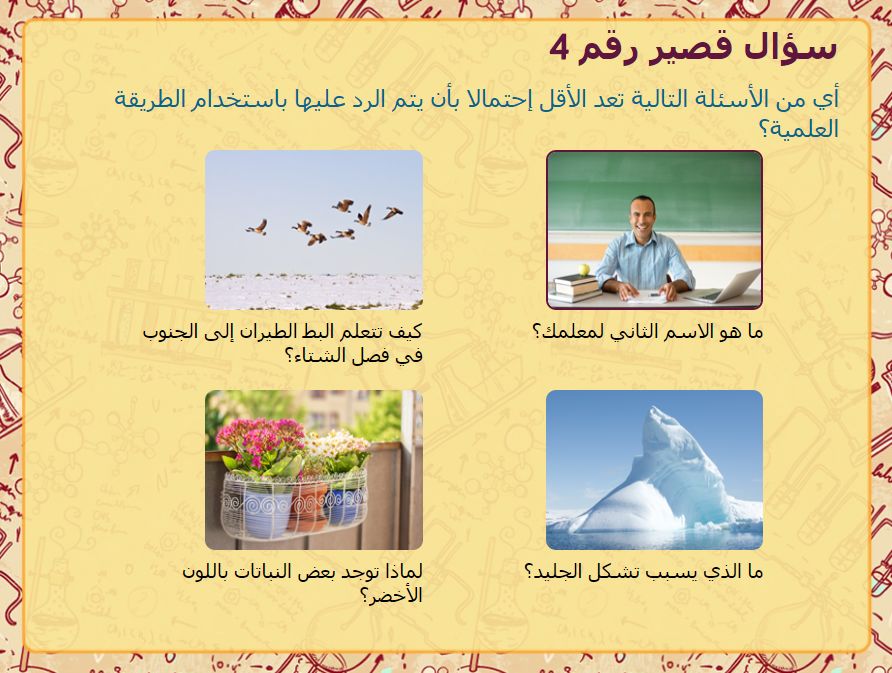 سؤال قصير رقم 4
أي من الأسئلة التالية تعد الأقل إحتمالا بأن يتم الرد عليها باستخدام الطريقة
العلمية؟
ما هو الاسم الثاني لمعلمك؟
كيف تتعلم البط الطيران إلى الجنوب
في فصل الشتاء؟
ما الذي يسبب تشكل الجليد؟
لماذا توجد بعض النباتات باللون
الأخضر؟